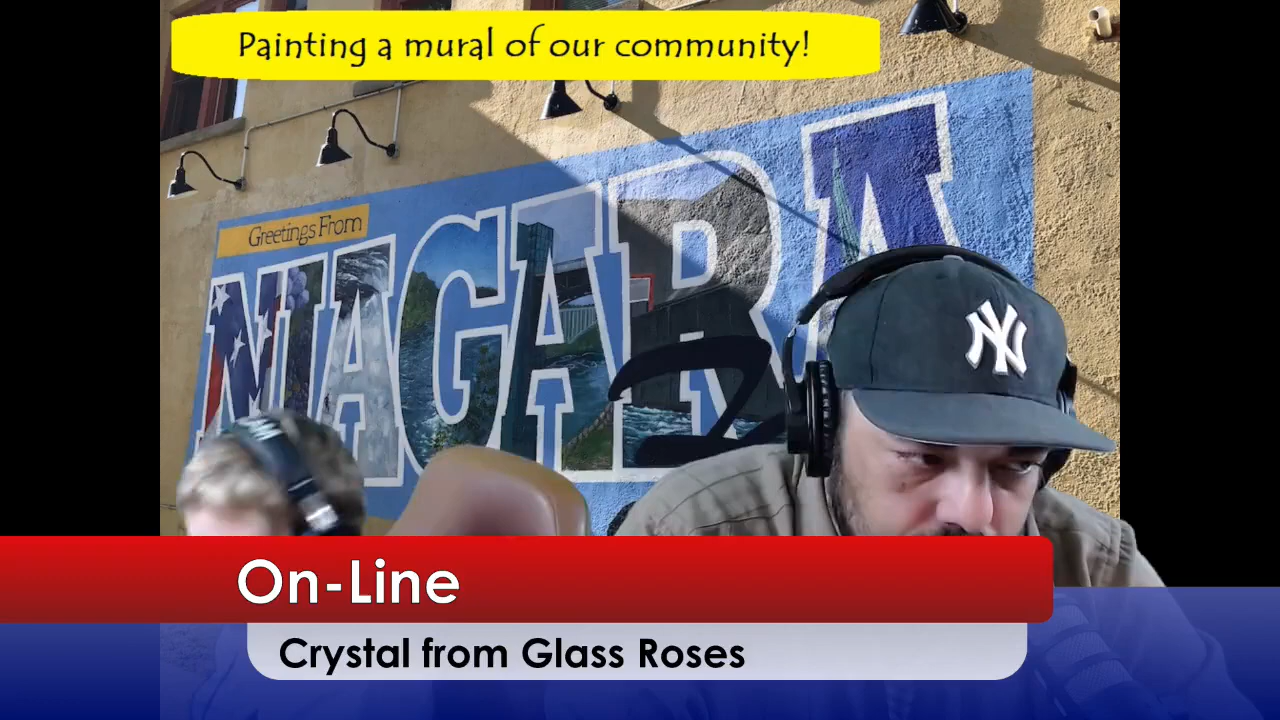 Painting a mural of our community!
Greetings From
NIAGARA
NY
On-Line
Crystal from Glass Roses